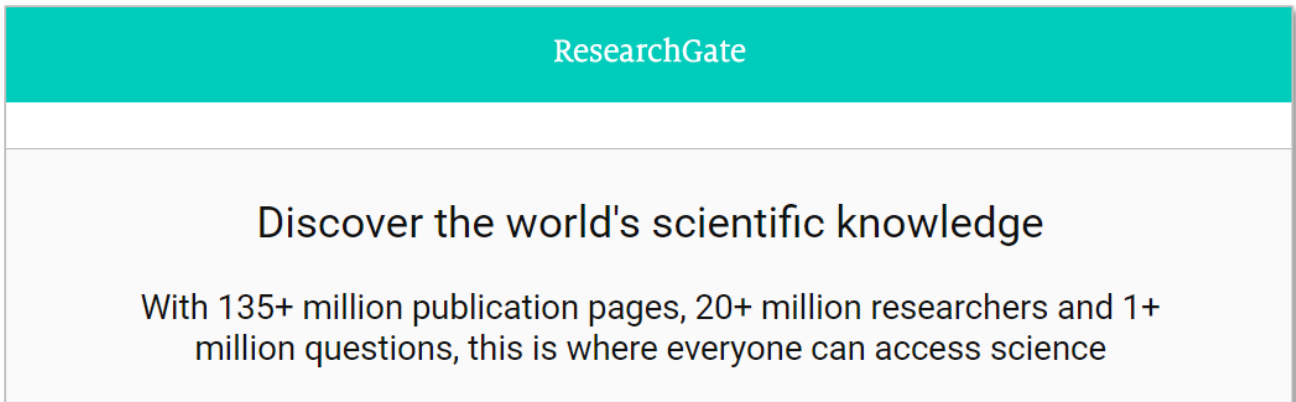 ResearchGate
Discover the world's scientific knowledge
With 135+ million publication pages, 20+ million researchers and 1+
million questions, this is where everyone can access science